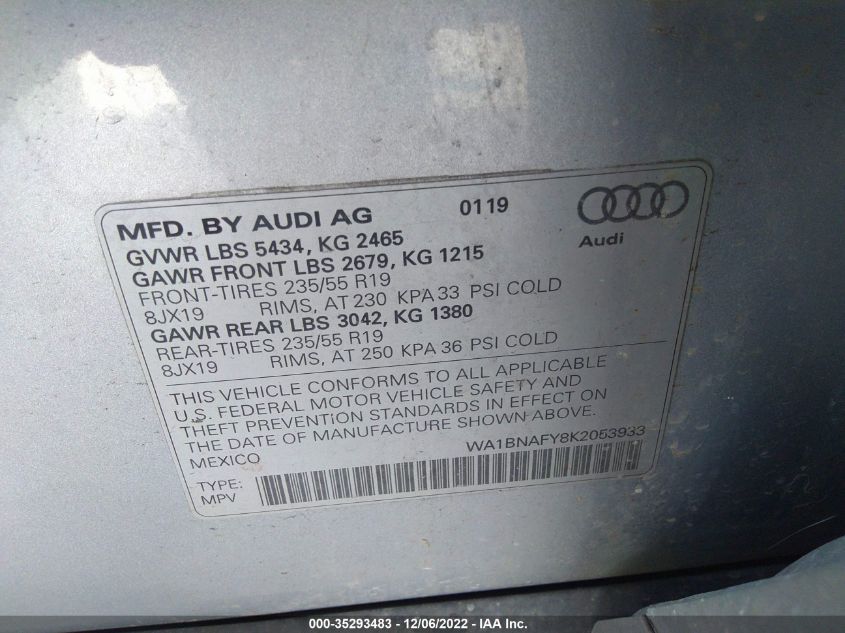 MFD. BY AUDI AG 0119
Audi
GVWR LBS 5434, KG 2465
GAWR FRONT LBS 2679, KG 1215
FRONT-TIRES 235/55 R19
8JX19 RIMS, AT 230 KPA 33 PSI COLD
GAWR REAR LBS 3042, KG 1380
REAR-TIRES 235/55 R19
8JX19 RIMS, AT 250 KPA 36 PSI COLD
THIS VEHICLE CONFORMS TO ALL APPLICABLE
U.S. FEDERAL MOTOR VEHICLE SAFETY AND
THEFT PREVENTION STANDARDS IN EFFECT ON
THE DATE OF MANUFACTURE SHOWN ABOVE.
MEXICO WA1BNAFY8K2053933
TYPE:
MPV
000-35293483 - 12/06/2022 - IAA Inc.